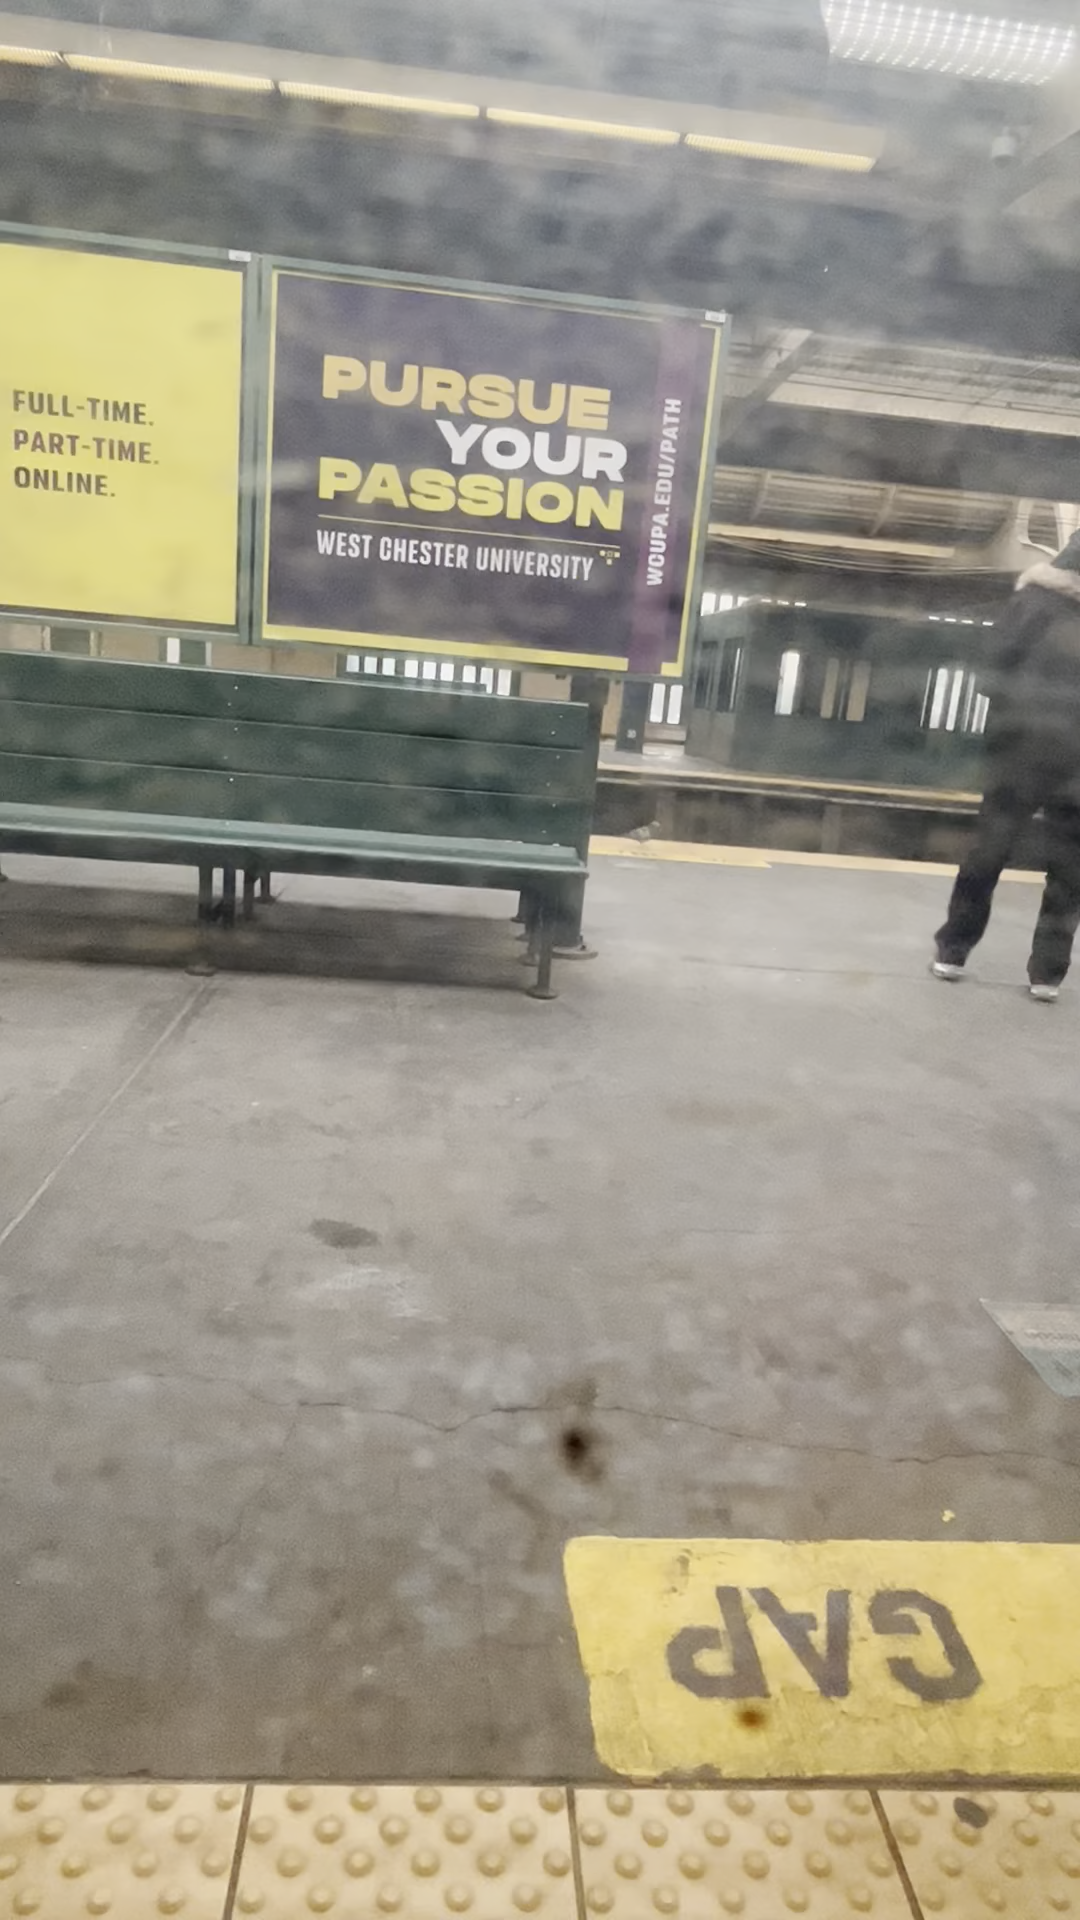 FULL-TIME.
PART-TIME.
ONLINE.
PURSUE
YOUR
PASSION
WEST CHESTER UNIVERSITY
WCUPA.EDU/PATH
GAP